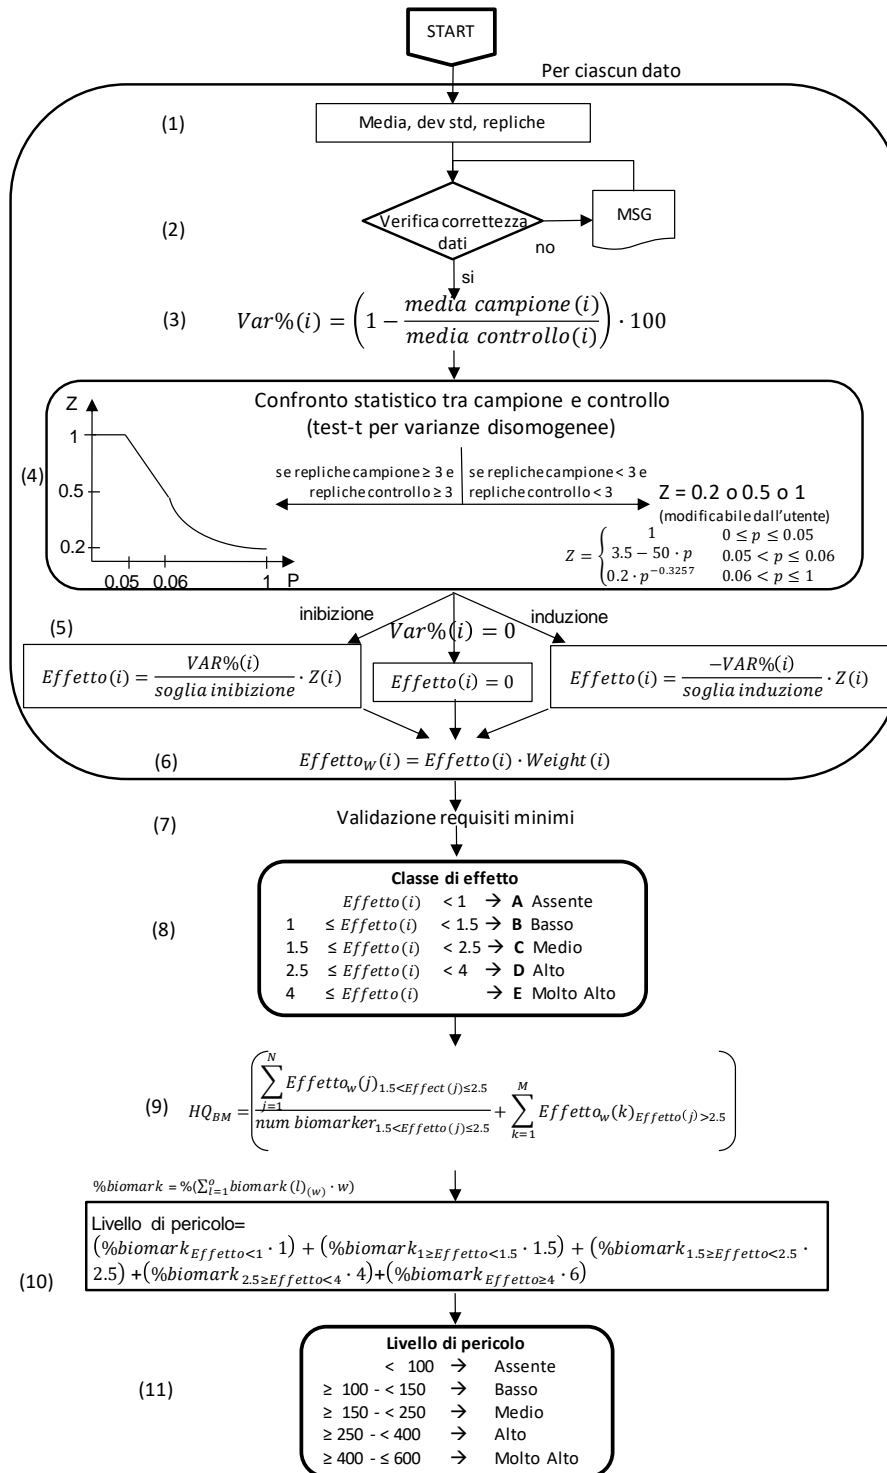 START
Per ciascun dato
(1)
Media, dev std, repliche
(2)
Verifica correttezza
dati
no
MSG
si
(3)
Var%(i) = (1 − media campione(i) / media controllo(i)) · 100
(4)
Confronto statistico tra campione e controllo
(test-t per varianze disomogenee)
Z
1
0.5
0.2
0.05 0.06 1 P
se repliche campione ≥ 3 e
repliche controllo ≥ 3
se repliche campione < 3 e
repliche controllo < 3
Z = 0.2 o 0.5 o 1
(modificabile dall'utente)
Z = {
1 0 ≤ p ≤ 0.05
3.5 − 50 · p 0.05 < p ≤ 0.06
0.2 · p^−0.3257 0.06 < p ≤ 1
(5)
inibizione
Var%(i) = 0
induzione
Effetto(i) = VAR%(i) / soglia inibizione · Z(i)
Effetto(i) = 0
Effetto(i) = −VAR%(i) / soglia induzione · Z(i)
(6)
Effetto_W(i) = Effetto(i) · Weight(i)
(7)
Validazione requisiti minimi
(8)
Classe di effetto
Effetto(i) < 1 → A Assente
1 ≤ Effetto(i) < 1.5 → B Basso
1.5 ≤ Effetto(i) < 2.5 → C Medio
2.5 ≤ Effetto(i) < 4 → D Alto
4 ≤ Effetto(i) → E Molto Alto
(9)
HQ_BM = (∑_{j=1}^{N} Effetto_w(j)_{1.5<Effect(j)≤2.5} / num biomarker_{1.5<Effetto(j)≤2.5} + ∑_{k=1}^{M} Effetto_w(k)_{Effetto(j)>2.5})
%biomark = %(∑_{l=1}^{o} biomark(l)_(w) · w)
(10)
Livello di pericolo=
(%biomark_{Effetto<1} · 1) + (%biomark_{1≥Effetto<1.5} · 1.5) + (%biomark_{1.5≥Effetto<2.5} ·
2.5) +(%biomark_{2.5≥Effetto<4} · 4)+(%biomark_{Effetto≥4} · 6)
(11)
Livello di pericolo
< 100 → Assente
≥ 100 - < 150 → Basso
≥ 150 - < 250 → Medio
≥ 250 - < 400 → Alto
≥ 400 - ≤ 600 → Molto Alto